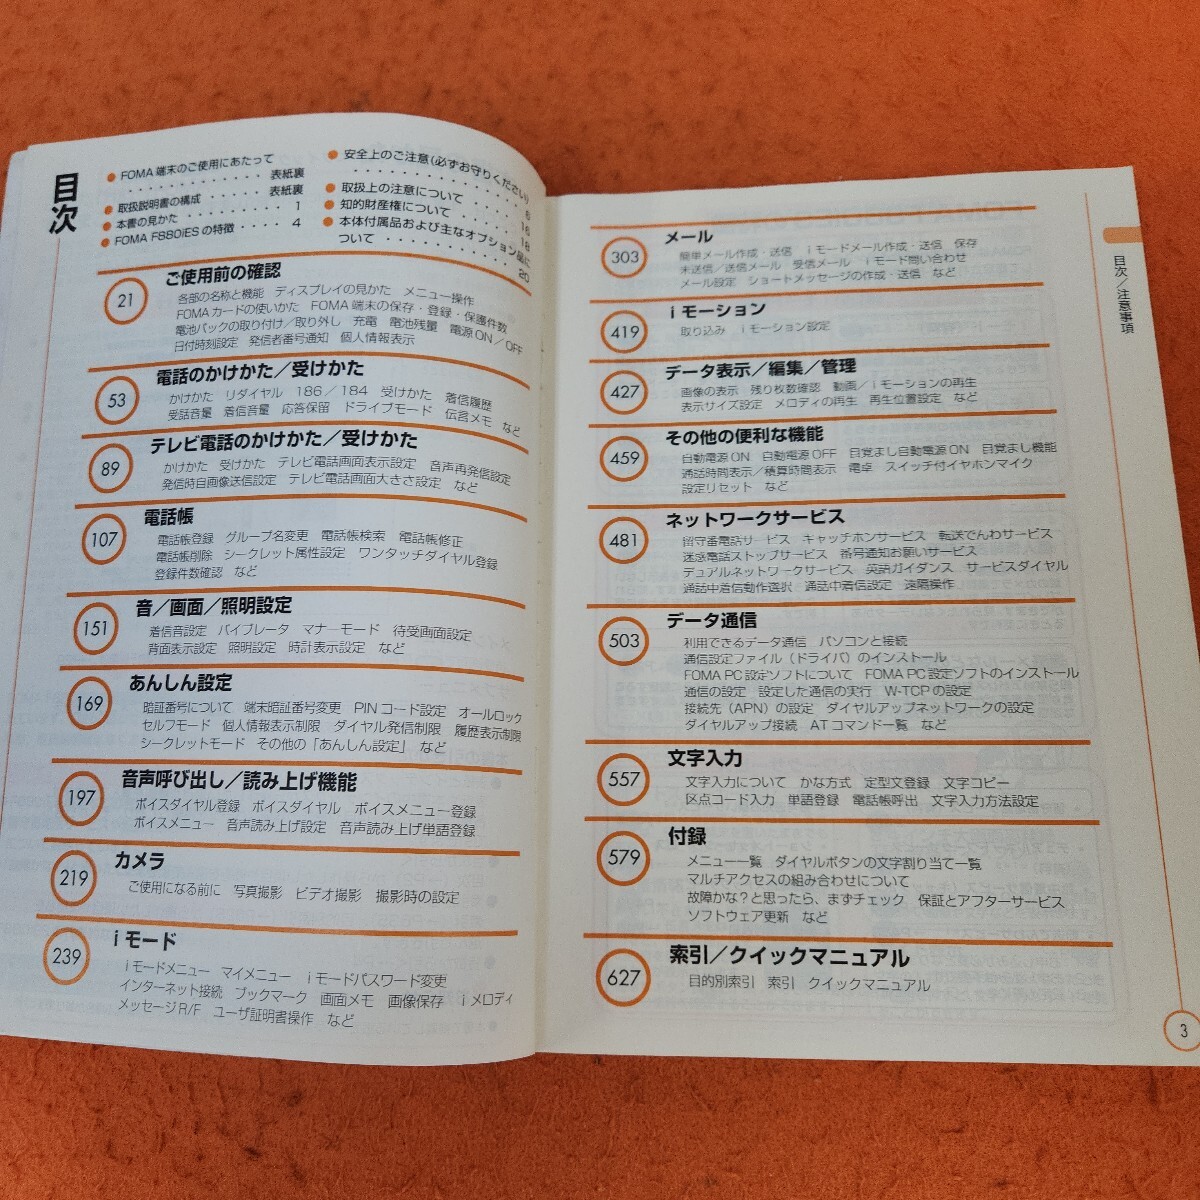 目次
● FOMA 端末のご使用にあたって
・・・・・・・・・・・・・ 表紙裏
● 取扱説明書の構成 ・・・・・ 表紙裏
● 本書の見かた ・・・・・・・・・ 1
● FOMA F880iESの特徴 ・・・・ 4
● 安全上のご注意(必ずお守りください)
・・・・・・・・・・・・・・・ 6
● 取扱上の注意について ・・・・・
● 知的財産権について ・・・・・・ 18
● 本体付属品および主なオプション品に
ついて ・・・・・・・・・・・ 20
21
ご使用前の確認
各部の名称と機能 ディスプレイの見かた メニュー操作
FOMAカードの使いかた FOMA 端末の保存・登録・保護件数
電池パックの取り付け／取り外し 充電 電池残量 電源ON／OFF
日付時刻設定 発信者番号通知 個人情報表示
53
電話のかけかた／受けかた
かけかた リダイヤル 186／184 受けかた 着信履歴
受話音量 着信音量 応答保留 ドライブモード 伝言メモ など
89
テレビ電話のかけかた／受けかた
かけかた 受けかた テレビ電話画面表示設定 音声再発信設定
発信時自画像送信設定 テレビ電話画面大きさ設定 など
107
電話帳
電話帳登録 グループ名変更 電話帳検索 電話帳修正
電話帳削除 シークレット属性設定 ワンタッチダイヤル登録
登録件数確認 など
151
音／画面／照明設定
着信音設定 バイブレータ マナーモード 待受画面設定
背面表示設定 照明設定 時計表示設定 など
169
あんしん設定
暗証番号について 端末暗証番号変更 PINコード設定 オールロック
セルフモード 個人情報表示制限 ダイヤル発信制限 履歴表示制限
シークレットモード その他の「あんしん設定」 など
197
音声呼び出し／読み上げ機能
ボイスダイヤル登録 ボイスダイヤル ボイスメニュー登録
ボイスメニュー 音声読み上げ設定 音声読み上げ単語登録
219
カメラ
ご使用になる前に 写真撮影 ビデオ撮影 撮影時の設定
239
iモード
iモードメニュー マイメニュー iモードパスワード変更
インターネット接続 ブックマーク 画面メモ 画像保存 iメロディ
メッセージR/F ユーザ証明書操作 など
303
メール
簡単メール作成・送信 iモードメール作成・送信 保存
未送信／送信メール 受信メール iモード問い合わせ
メール設定 ショートメッセージの作成・送信 など
419
iモーション
取り込み iモーション設定
427
データ表示／編集／管理
画像の表示 残り枚数確認 動画／iモーションの再生
表示サイズ設定 メロディの再生 再生位置設定 など
459
その他の便利な機能
自動電源ON 自動電源OFF 目覚まし自動電源ON 目覚まし機能
通話時間表示／積算時間表示 電卓 スイッチ付イヤホンマイク
設定リセット など
481
ネットワークサービス
留守番電話サービス キャッチホンサービス 転送でんわサービス
迷惑電話ストップサービス 番号通知お願いサービス
デュアルネットワークサービス 英語ガイダンス サービスダイヤル
通話中着信動作選択 通話中着信設定 遠隔操作
503
データ通信
利用できるデータ通信 パソコンと接続
通信設定ファイル（ドライバ）のインストール
FOMA PC設定ソフトについて FOMA PC設定ソフトのインストール
通信の設定 設定した通信の実行 W-TCPの設定
接続先（APN）の設定 ダイヤルアップネットワークの設定
ダイヤルアップ接続 ATコマンド一覧 など
557
文字入力
文字入力について かな方式 定型文登録 文字コピー
区点コード入力 単語登録 電話帳呼出 文字入力方法設定
579
付録
メニュー一覧 ダイヤルボタンの文字割り当て一覧
マルチアクセスの組み合わせについて
故障かな？と思ったら、まずチェック 保証とアフターサービス
ソフトウェア更新 など
627
索引／クイックマニュアル
目的別索引 索引 クイックマニュアル
目次／注意事項
3